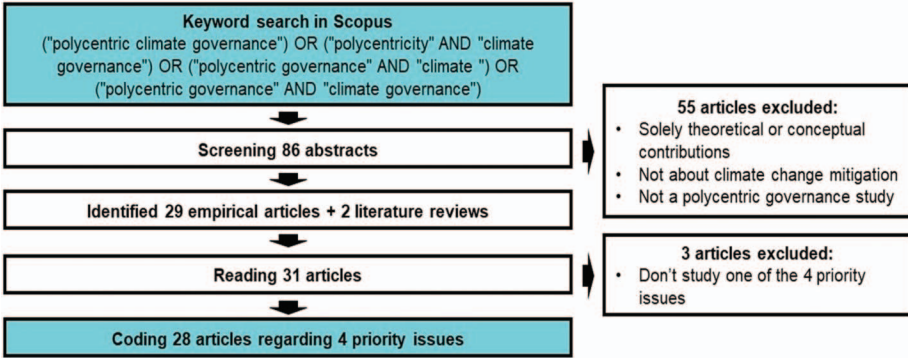 Keyword search in Scopus
("polycentric climate governance") OR ("polycentricity" AND "climate
governance") OR ("polycentric governance" AND "climate ") OR
("polycentric governance" AND "climate governance")
Screening 86 abstracts
55 articles excluded:
• Solely theoretical or conceptual
contributions
• Not about climate change mitigation
• Not a polycentric governance study
Identified 29 empirical articles + 2 literature reviews
Reading 31 articles
3 articles excluded:
• Don't study one of the 4 priority
issues
Coding 28 articles regarding 4 priority issues